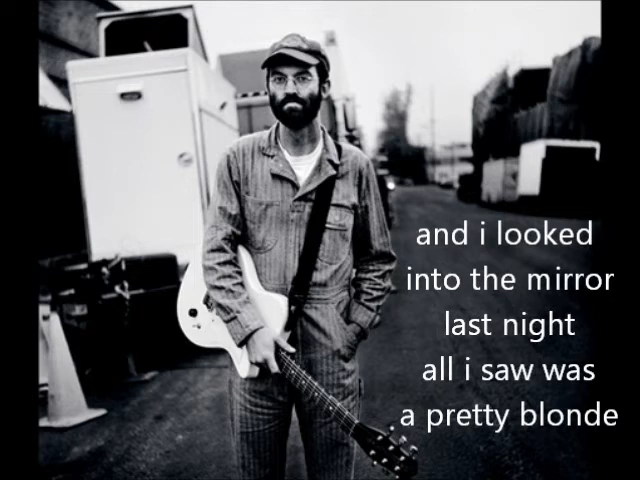 and i looked
into the mirror
last night
all i saw was
a pretty blonde